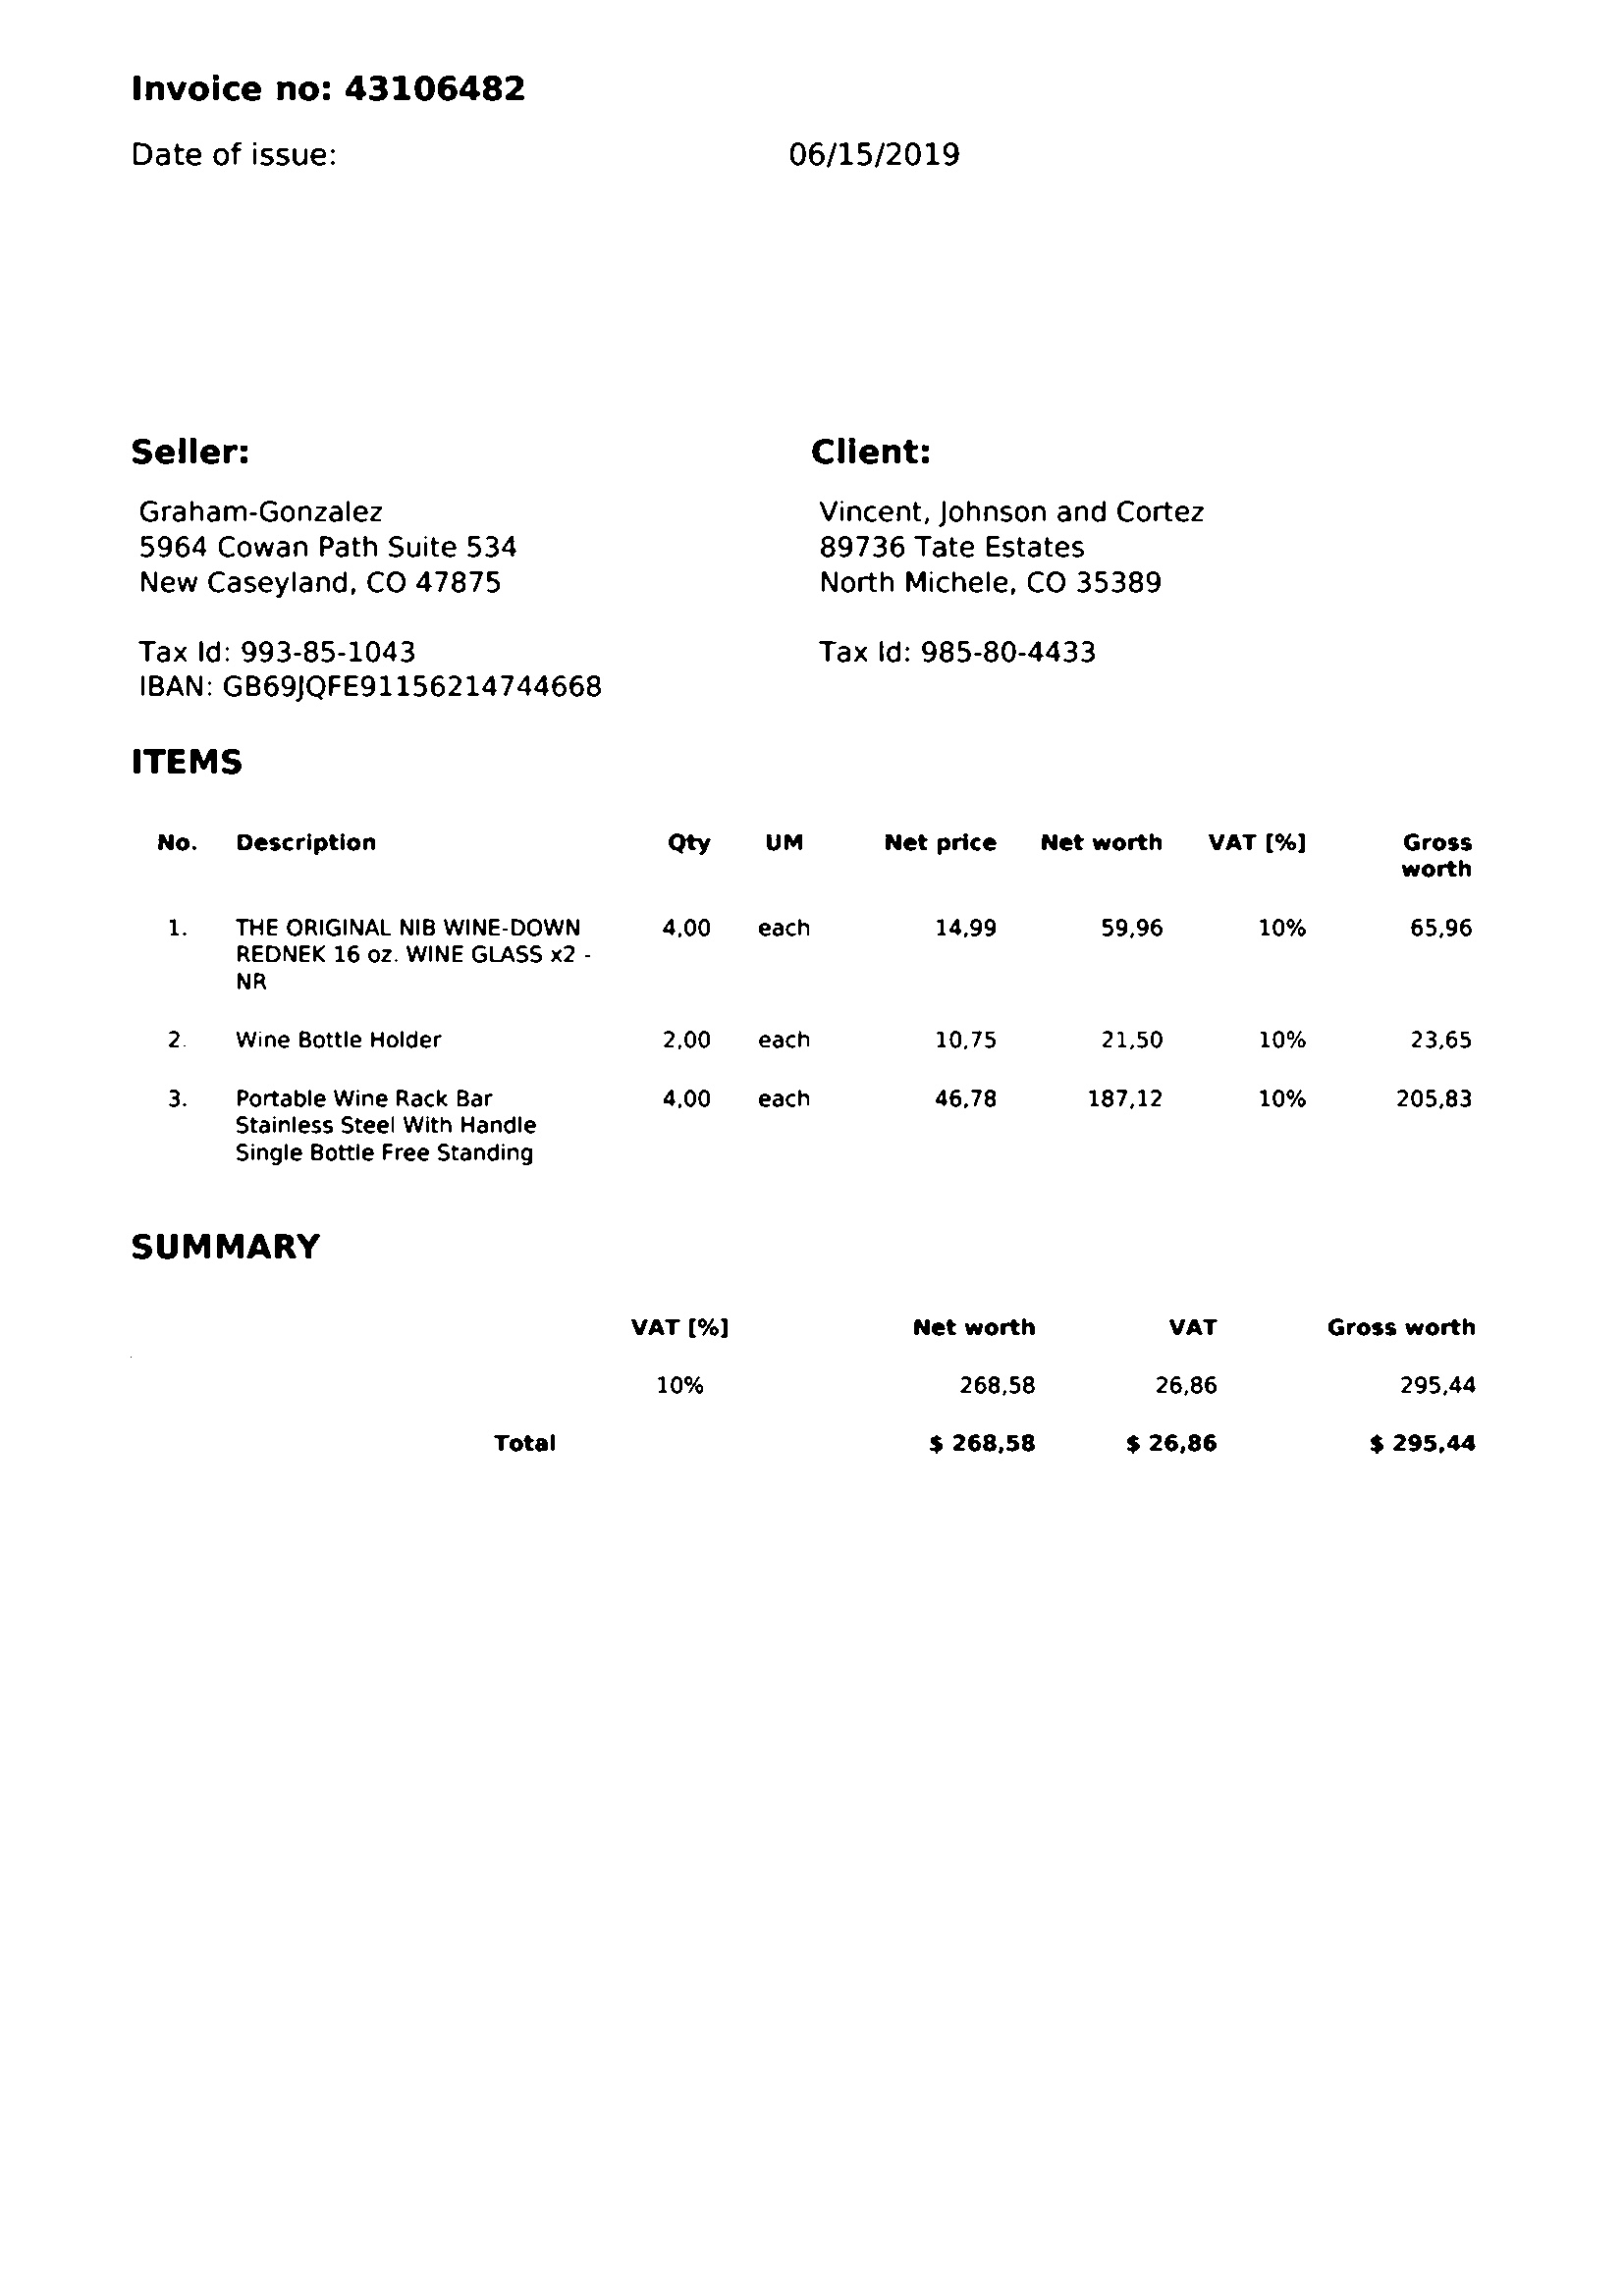 Invoice no: 43106482
Date of issue: 06/15/2019
Seller:
Graham-Gonzalez
5964 Cowan Path Suite 534
New Caseyland, CO 47875
Tax Id: 993-85-1043
IBAN: GB69JQFE91156214744668
Client:
Vincent, Johnson and Cortez
89736 Tate Estates
North Michele, CO 35389
Tax Id: 985-80-4433
ITEMS
No. Description Qty UM Net price Net worth VAT [%] Gross
worth
1. THE ORIGINAL NIB WINE-DOWN 4,00 each 14,99 59,96 10% 65,96
REDNEK 16 oz. WINE GLASS x2 -
NR
2. Wine Bottle Holder 2,00 each 10,75 21,50 10% 23,65
3. Portable Wine Rack Bar 4,00 each 46,78 187,12 10% 205,83
Stainless Steel With Handle
Single Bottle Free Standing
SUMMARY
VAT [%] Net worth VAT Gross worth
10% 268,58 26,86 295,44
Total $ 268,58 $ 26,86 $ 295,44